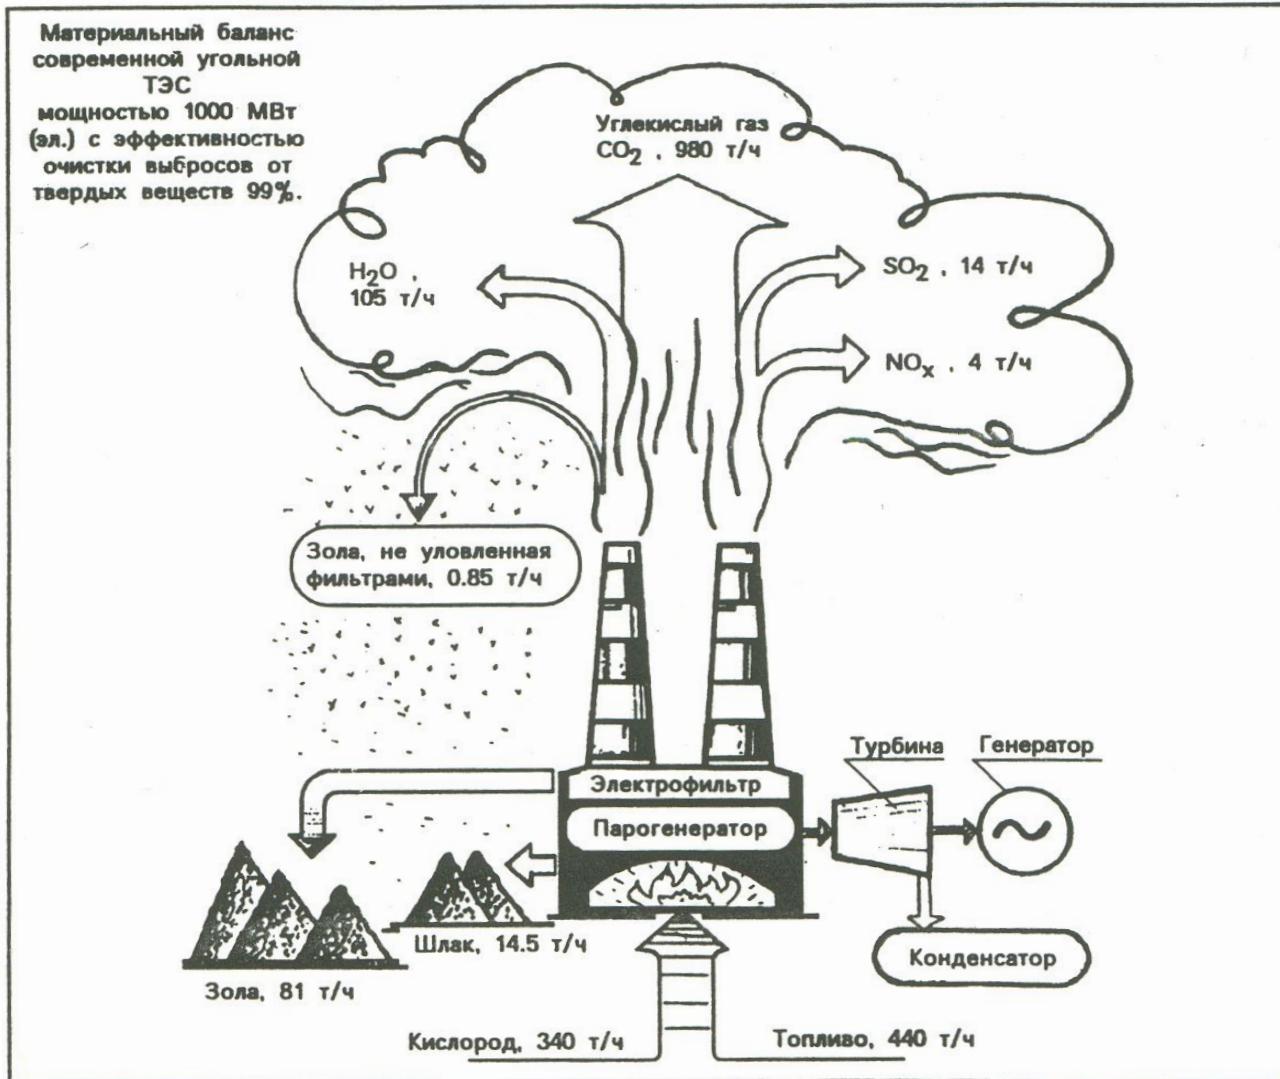 Материальный баланс
современной угольной
ТЭС
мощностью 1000 МВт
(эл.) с эффективностью
очистки выбросов от
твердых веществ 99%.
Углекислый газ
CO₂ , 980 т/ч
H₂O ,
105 т/ч
SO₂ , 14 т/ч
NOₓ , 4 т/ч
Зола, не уловленная
фильтрами, 0.85 т/ч
Турбина
Генератор
Электрофильтр
Парогенератор
Шлак, 14.5 т/ч
Конденсатор
Зола, 81 т/ч
Кислород, 340 т/ч
Топливо, 440 т/ч